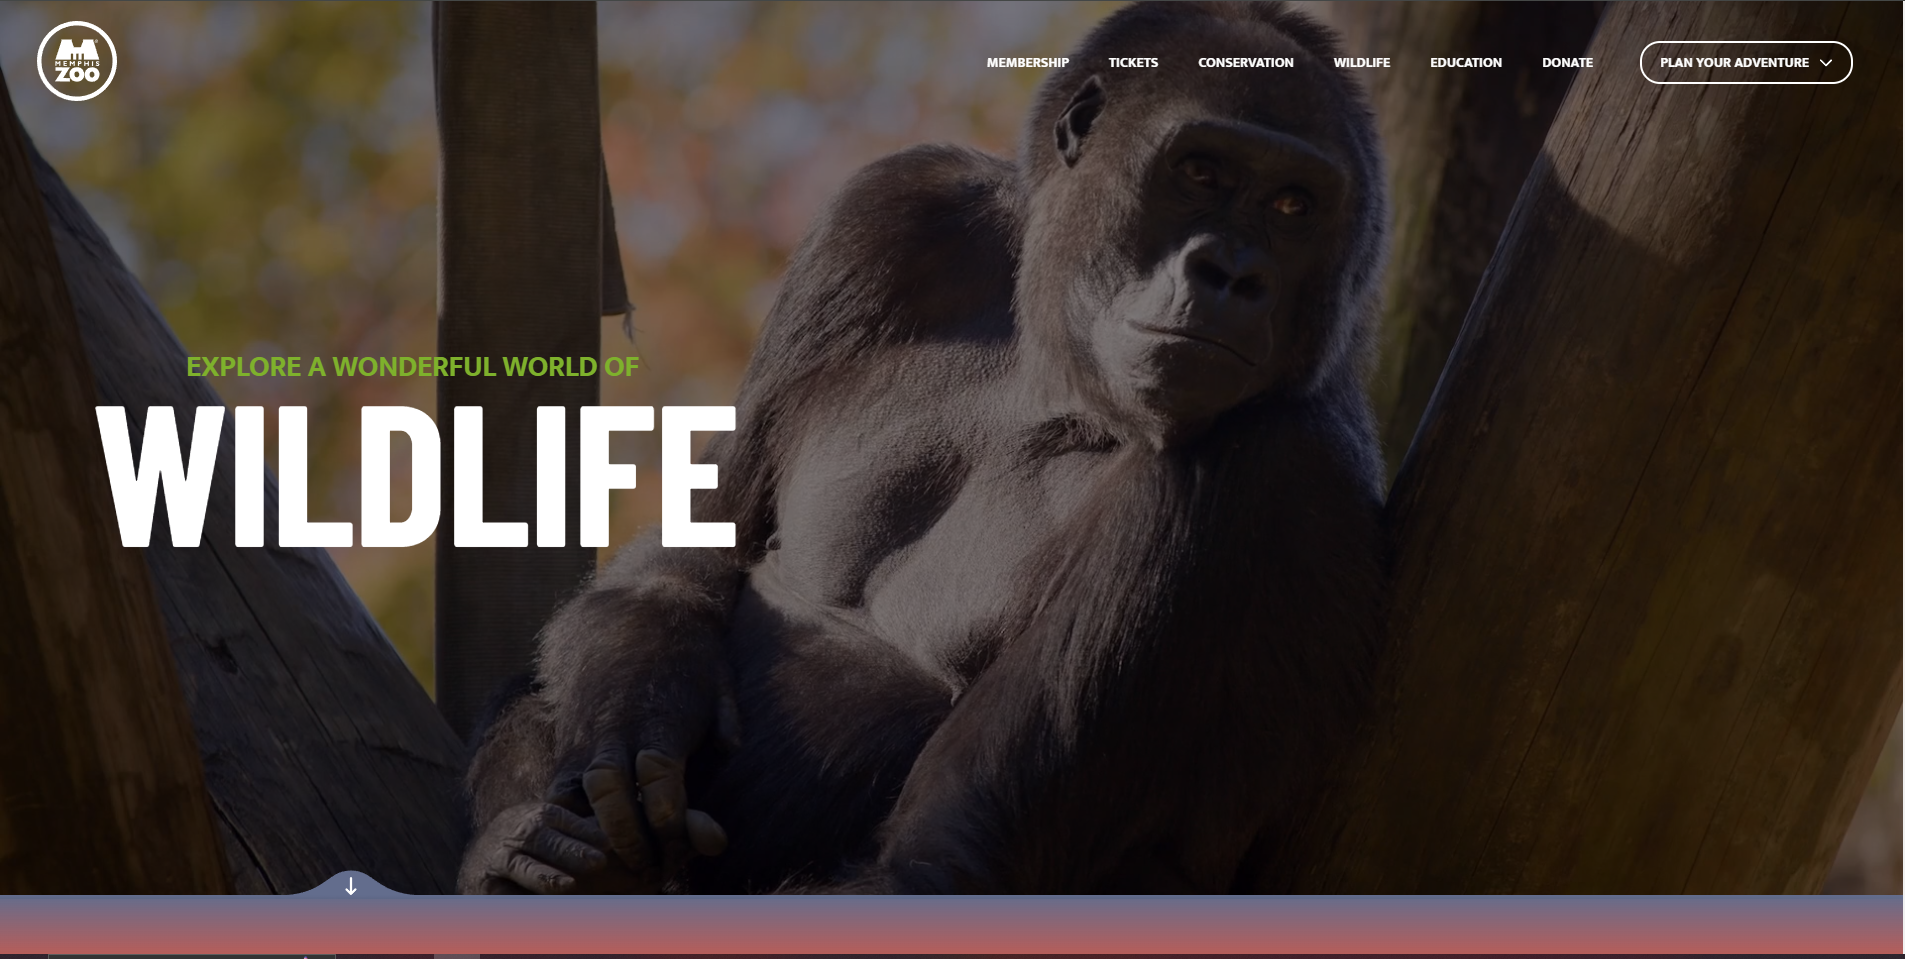 MEMPHIS
ZOO
MEMBERSHIP
TICKETS
CONSERVATION
WILDLIFE
EDUCATION
DONATE
PLAN YOUR ADVENTURE
EXPLORE A WONDERFUL WORLD OF
WILDLIFE